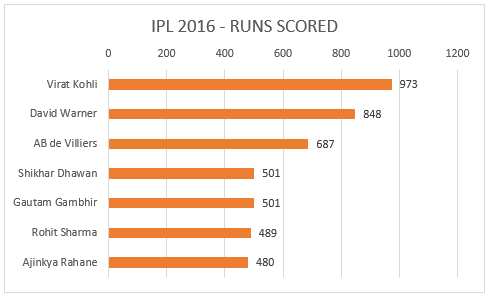 IPL 2016 - RUNS SCORED
0 200 400 600 800 1000 1200
Virat Kohli 973
David Warner 848
AB de Villiers 687
Shikhar Dhawan 501
Gautam Gambhir 501
Rohit Sharma 489
Ajinkya Rahane 480